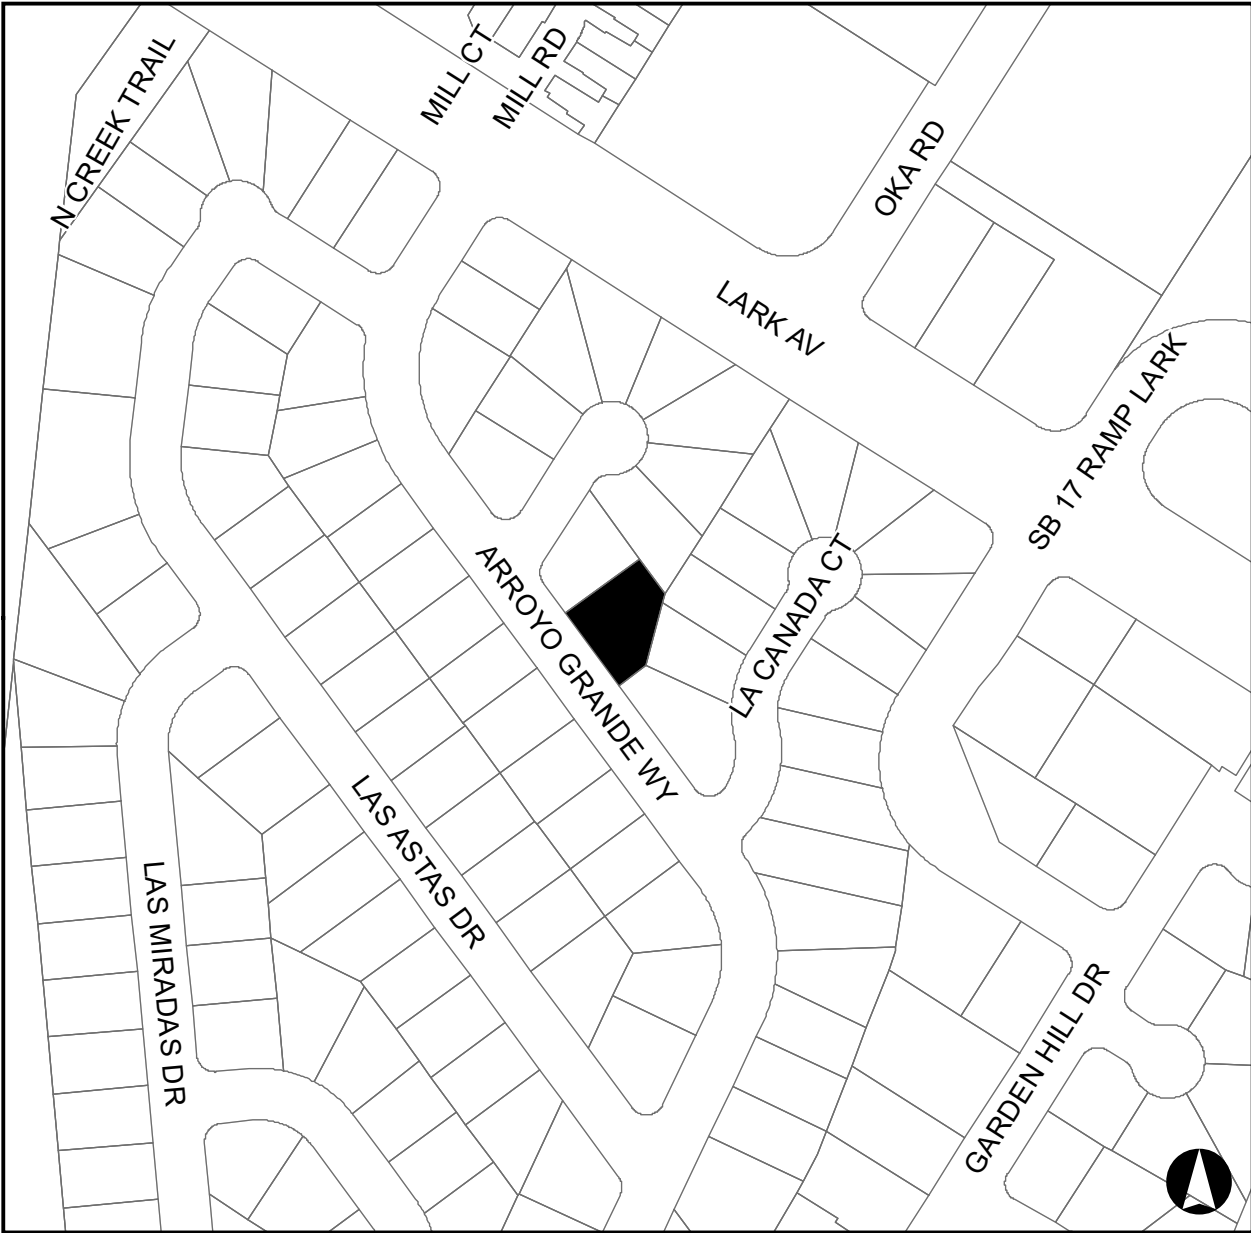 MILL CT
MILL RD
N CREEK TRAIL
OKA RD
LARK AV
SB 17 RAMP LARK
ARROYO GRANDE WY
LA CANADA CT
LAS ASTAS DR
LAS MIRADAS DR
GARDEN HILL DR